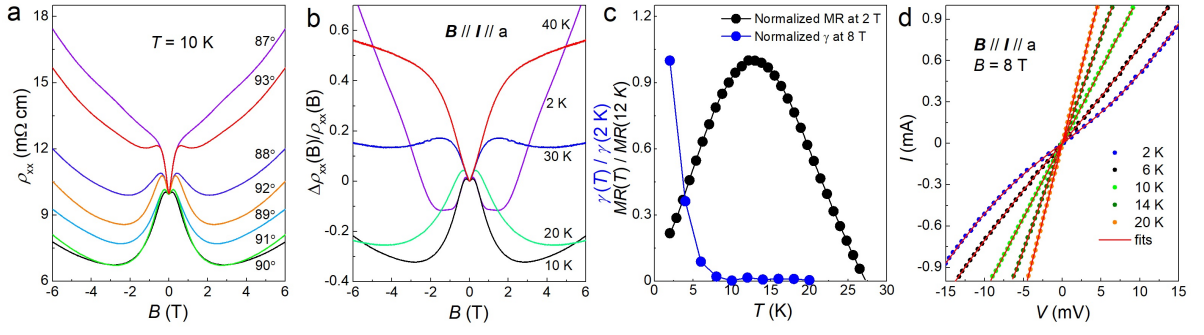 a
ρxx (mΩ cm)
18
15
12
9
6
T = 10 K
87°
93°
88°
92°
89°
91°
90°
-6 -4 -2 0 2 4 6
B (T)
b
Δρxx(B)/ρxx(B)
0.6
0.4
0.2
0
-0.2
-0.4
B // I // a
40 K
2 K
30 K
20 K
10 K
-6 -4 -2 0 2 4 6
B (T)
c
γ(T) / γ(2 K)
MR(T) / MR(12 K)
1.2
0.9
0.6
0.3
0
Normalized MR at 2 T
Normalized γ at 8 T
0 5 10 15 20 25 30
T (K)
d
I (mA)
0.9
0.6
0.3
0.0
-0.3
-0.6
-0.9
B // I // a
B = 8 T
2 K
6 K
10 K
14 K
20 K
fits
-15 -10 -5 0 5 10 15
V (mV)